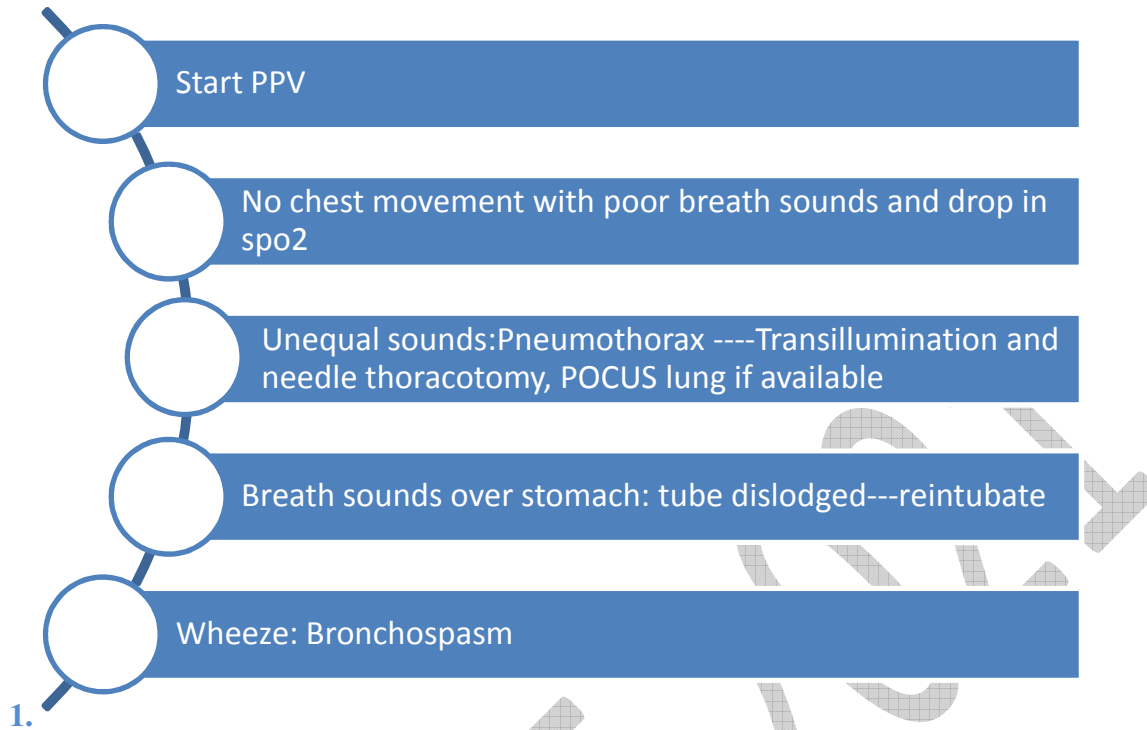 Start PPV
No chest movement with poor breath sounds and drop in
spo2
Unequal sounds:Pneumothorax ----Transillumination and
needle thoracotomy, POCUS lung if available
Breath sounds over stomach: tube dislodged---reintubate
Wheeze: Bronchospasm
1.